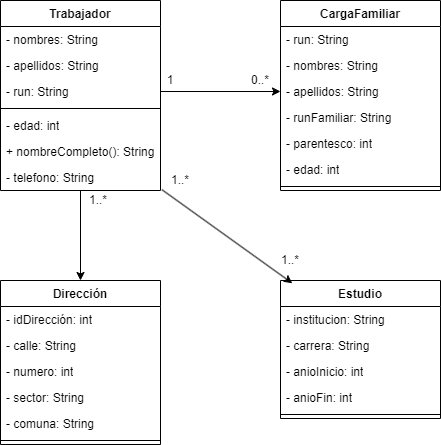 Trabajador
- nombres: String
- apellidos: String
- run: String
- edad: int
+ nombreCompleto(): String
- telefono: String
1
0..*
CargaFamiliar
- run: String
- nombres: String
- apellidos: String
- runFamiliar: String
- parentesco: int
- edad: int
1..*
1..*
1..*
Dirección
- idDirección: int
- calle: String
- numero: int
- sector: String
- comuna: String
Estudio
- institucion: String
- carrera: String
- anioInicio: int
- anioFin: int